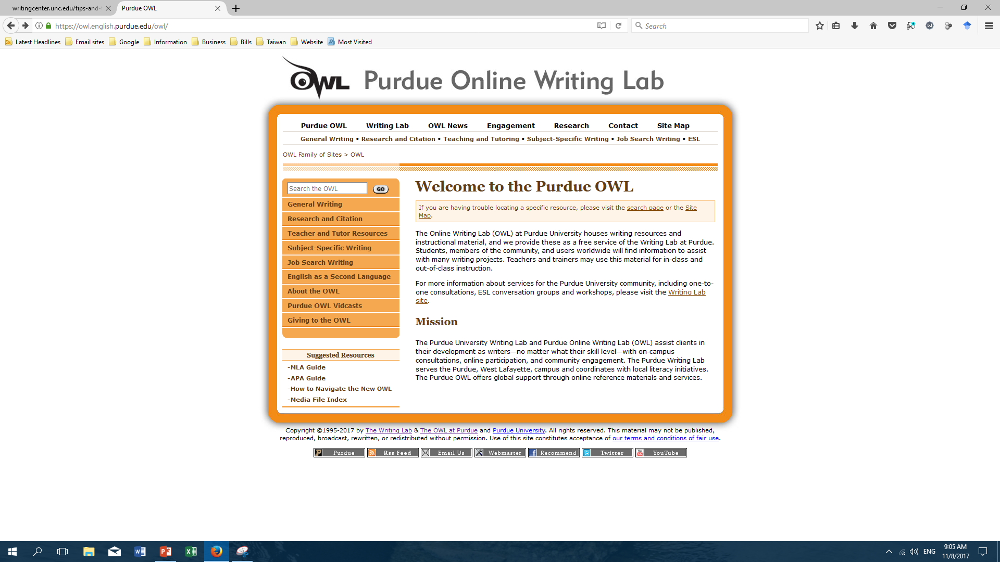 writingcenter.unc.edu/tips-and-
Purdue OWL
https://owl.english.purdue.edu/owl/
Search
Latest Headlines
Email sites
Google
Information
Business
Bills
Taiwan
Website
Most Visited
OWL Purdue Online Writing Lab
Purdue OWL Writing Lab OWL News Engagement Research Contact Site Map
General Writing • Research and Citation • Teaching and Tutoring • Subject-Specific Writing • Job Search Writing • ESL
OWL Family of Sites > OWL
Search the OWL
GO
General Writing
Research and Citation
Teacher and Tutor Resources
Subject-Specific Writing
Job Search Writing
English as a Second Language
About the OWL
Purdue OWL Vidcasts
Giving to the OWL
Suggested Resources
-MLA Guide
-APA Guide
-How to Navigate the New OWL
-Media File Index
Welcome to the Purdue OWL
If you are having trouble locating a specific resource, please visit the search page or the Site
Map.
The Online Writing Lab (OWL) at Purdue University houses writing resources and
instructional material, and we provide these as a free service of the Writing Lab at Purdue.
Students, members of the community, and users worldwide will find information to assist
with many writing projects. Teachers and trainers may use this material for in-class and
out-of-class instruction.
For more information about services for the Purdue University community, including one-to-
one consultations, ESL conversation groups and workshops, please visit the Writing Lab
site.
Mission
The Purdue University Writing Lab and Purdue Online Writing Lab (OWL) assist clients in
their development as writers—no matter what their skill level—with on-campus
consultations, online participation, and community engagement. The Purdue Writing Lab
serves the Purdue, West Lafayette, campus and coordinates with local literacy initiatives.
The Purdue OWL offers global support through online reference materials and services.
Copyright ©1995-2017 by The Writing Lab & The OWL at Purdue and Purdue University. All rights reserved. This material may not be published,
reproduced, broadcast, rewritten, or redistributed without permission. Use of this site constitutes acceptance of our terms and conditions of fair use.
Purdue
Rss Feed
Email Us
Webmaster
Recommend
Twitter
YouTube
ENG
9:05 AM
11/8/2017